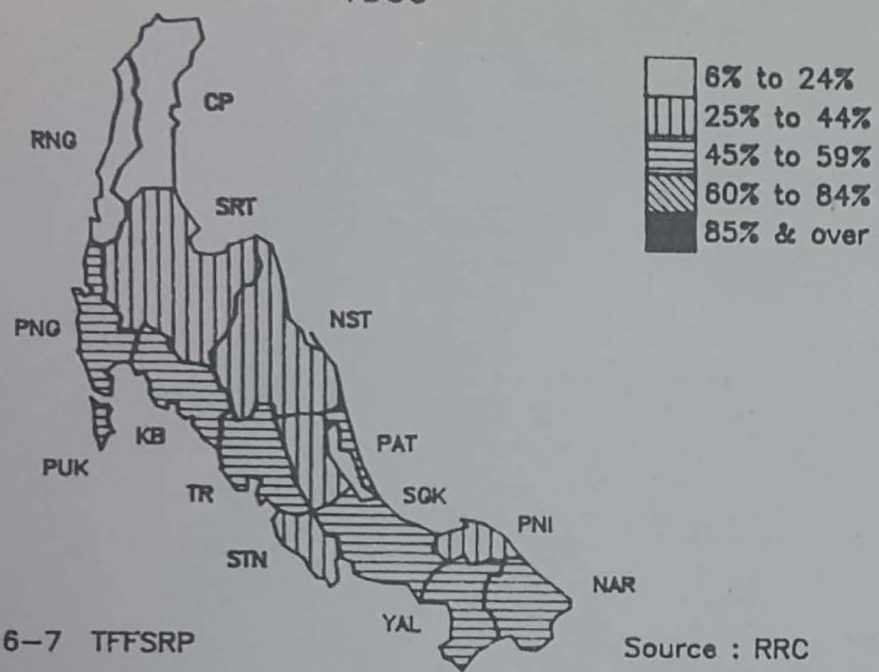 6% to 24%
25% to 44%
45% to 59%
60% to 84%
85% & over
CP
RNG
SRT
PNG
NST
KB
PUK
PAT
TR
SGK
PNI
STN
NAR
YAL
6-7 TFFSRP
Source : RRC